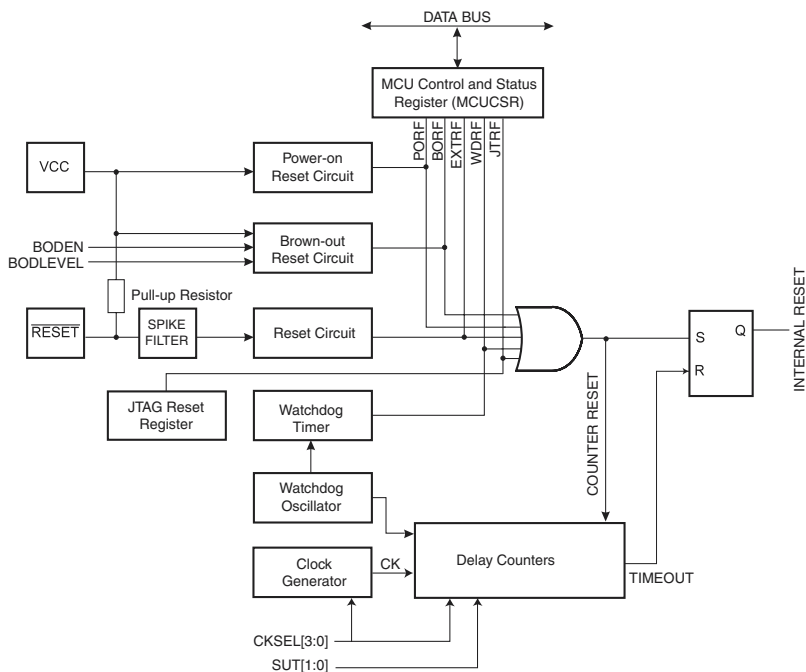 DATA BUS
MCU Control and Status
Register (MCUCSR)
PORF
BORF
EXTRF
WDRF
JTRF
VCC
Power-on
Reset Circuit
BODEN
BODLEVEL
Brown-out
Reset Circuit
Pull-up Resistor
RESET
SPIKE
FILTER
Reset Circuit
JTAG Reset
Register
Watchdog
Timer
Watchdog
Oscillator
Clock
Generator
CK
Delay Counters
CKSEL[3:0]
SUT[1:0]
COUNTER RESET
TIMEOUT
S
R
Q
INTERNAL RESET